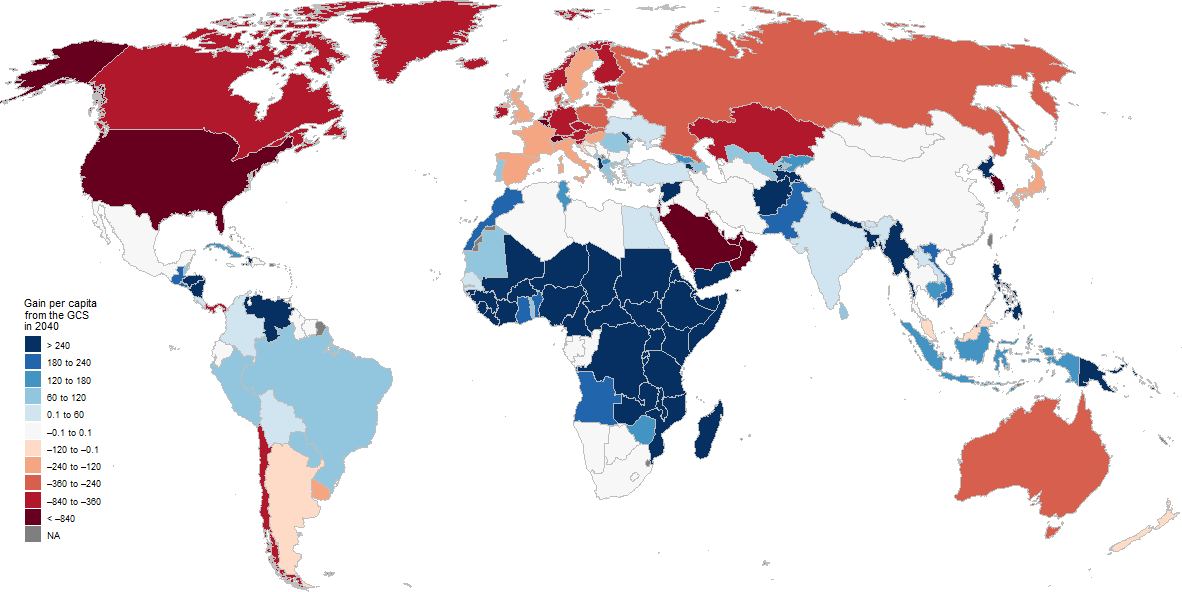 Gain per capita
from the GCS
in 2040
> 240
180 to 240
120 to 180
60 to 120
0.1 to 60
–0.1 to 0.1
–120 to –0.1
–240 to –120
–360 to –240
–840 to –360
< –840
NA